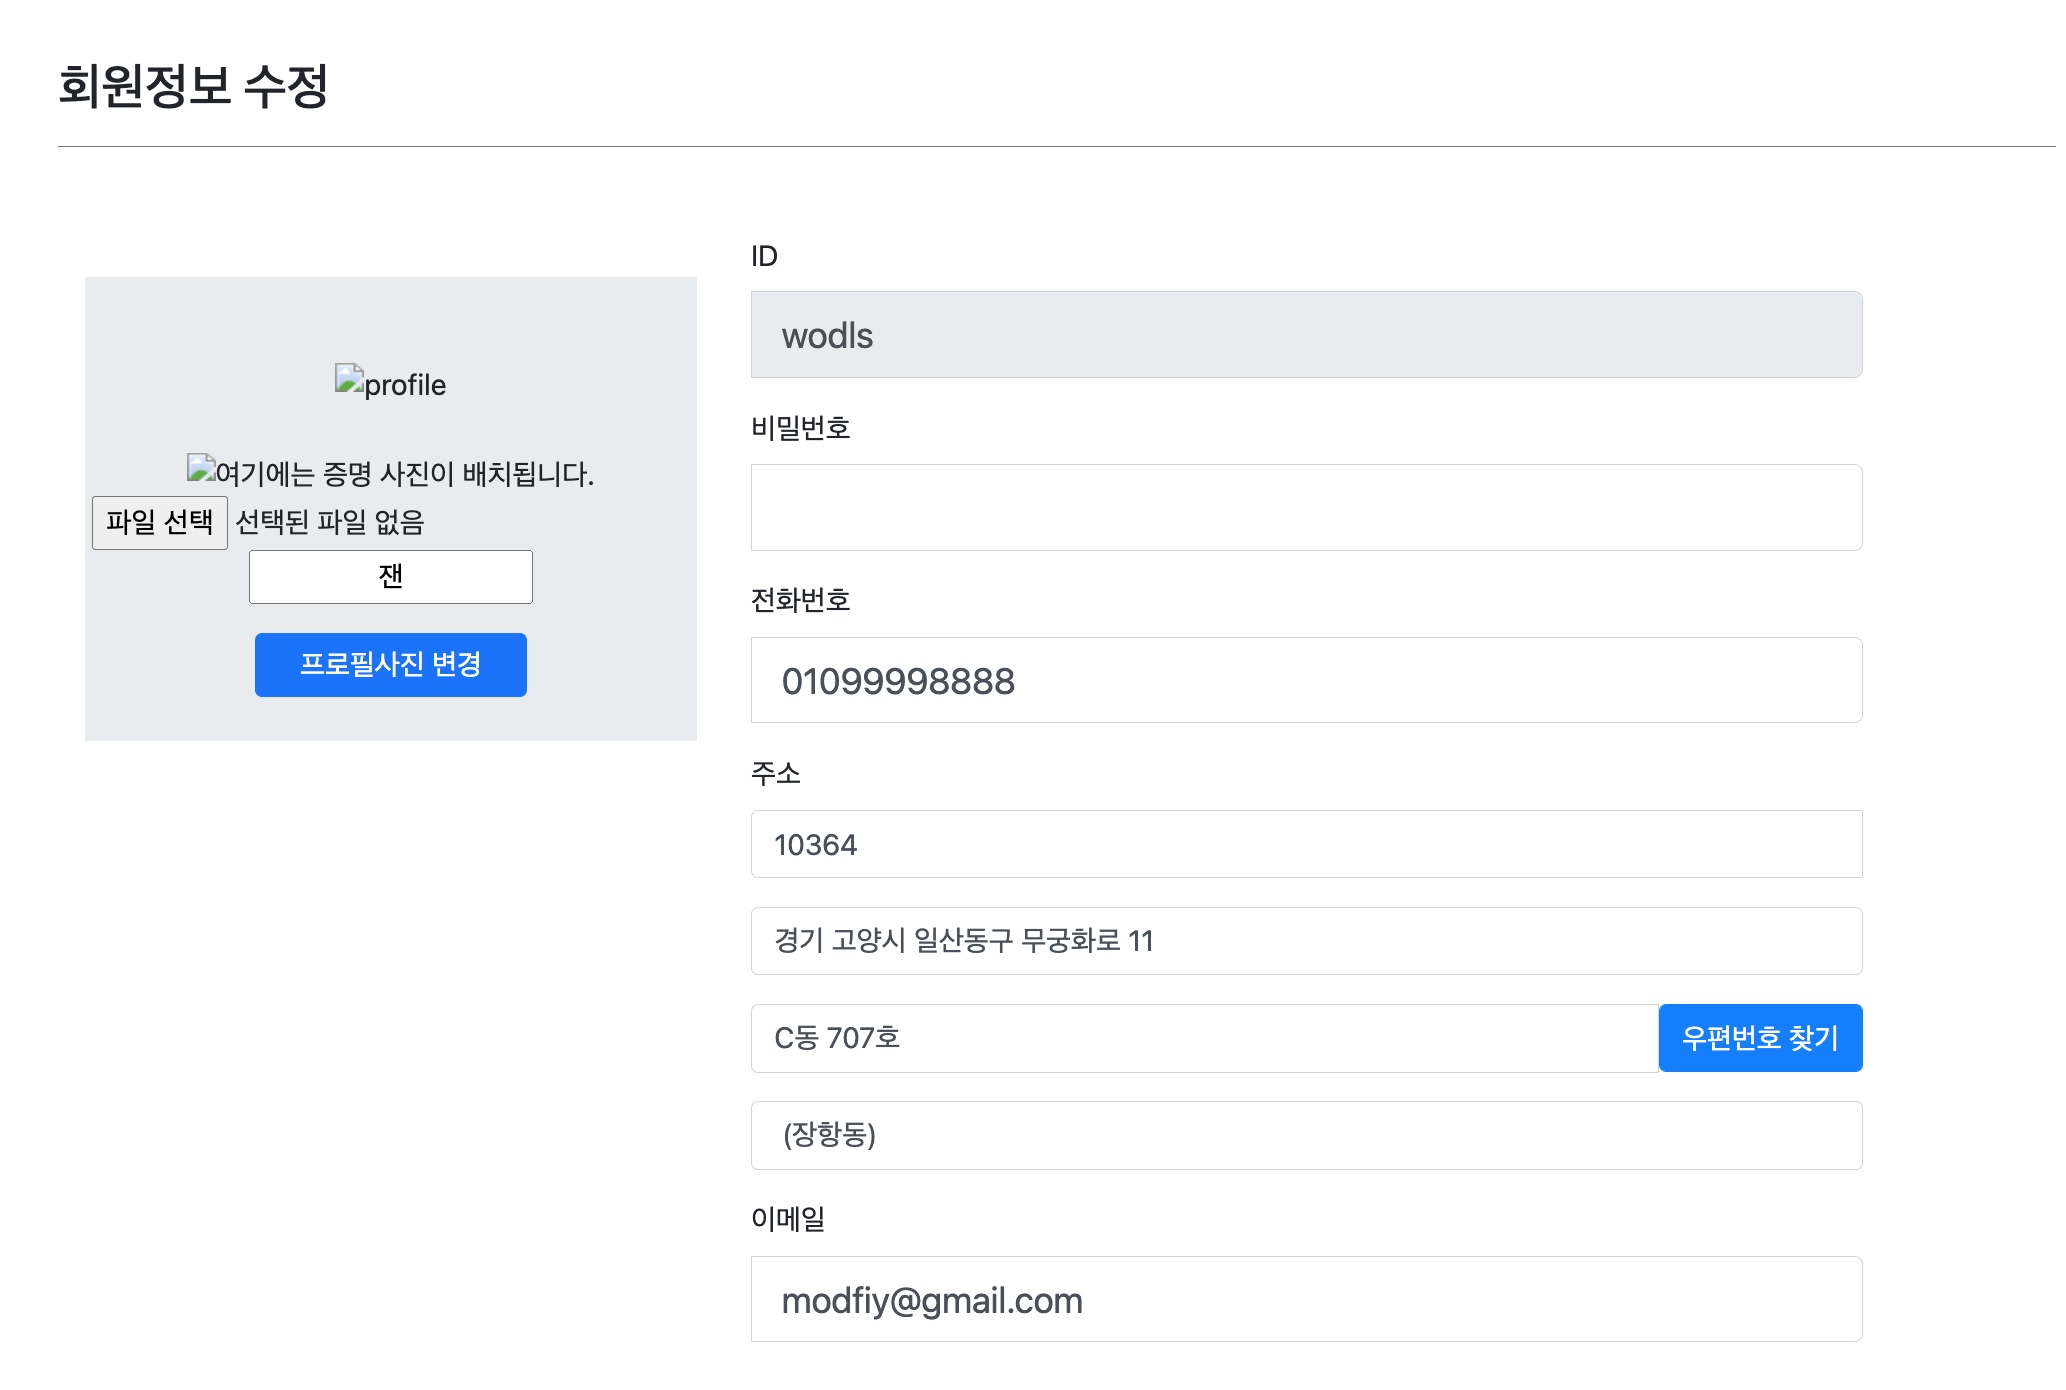 회원정보 수정
profile
여기에는 증명 사진이 배치됩니다.
파일 선택 선택된 파일 없음
잰
프로필사진 변경
ID
wodls
비밀번호
전화번호
01099998888
주소
10364
경기 고양시 일산동구 무궁화로 11
C동 707호
우편번호 찾기
(장항동)
이메일
modfiy@gmail.com